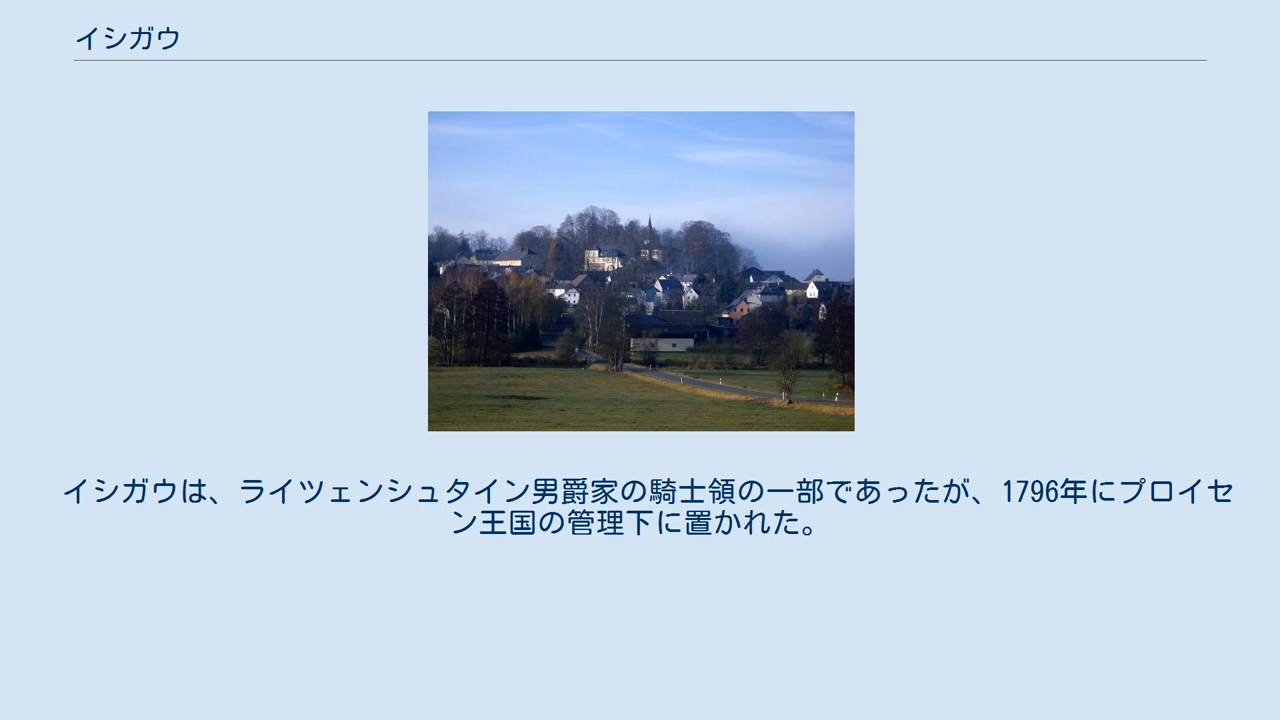 イシガウ
イシガウは、ライツェンシュタイン男爵家の騎士領の一部であったが、1796年にプロイセ
ン王国の管理下に置かれた。